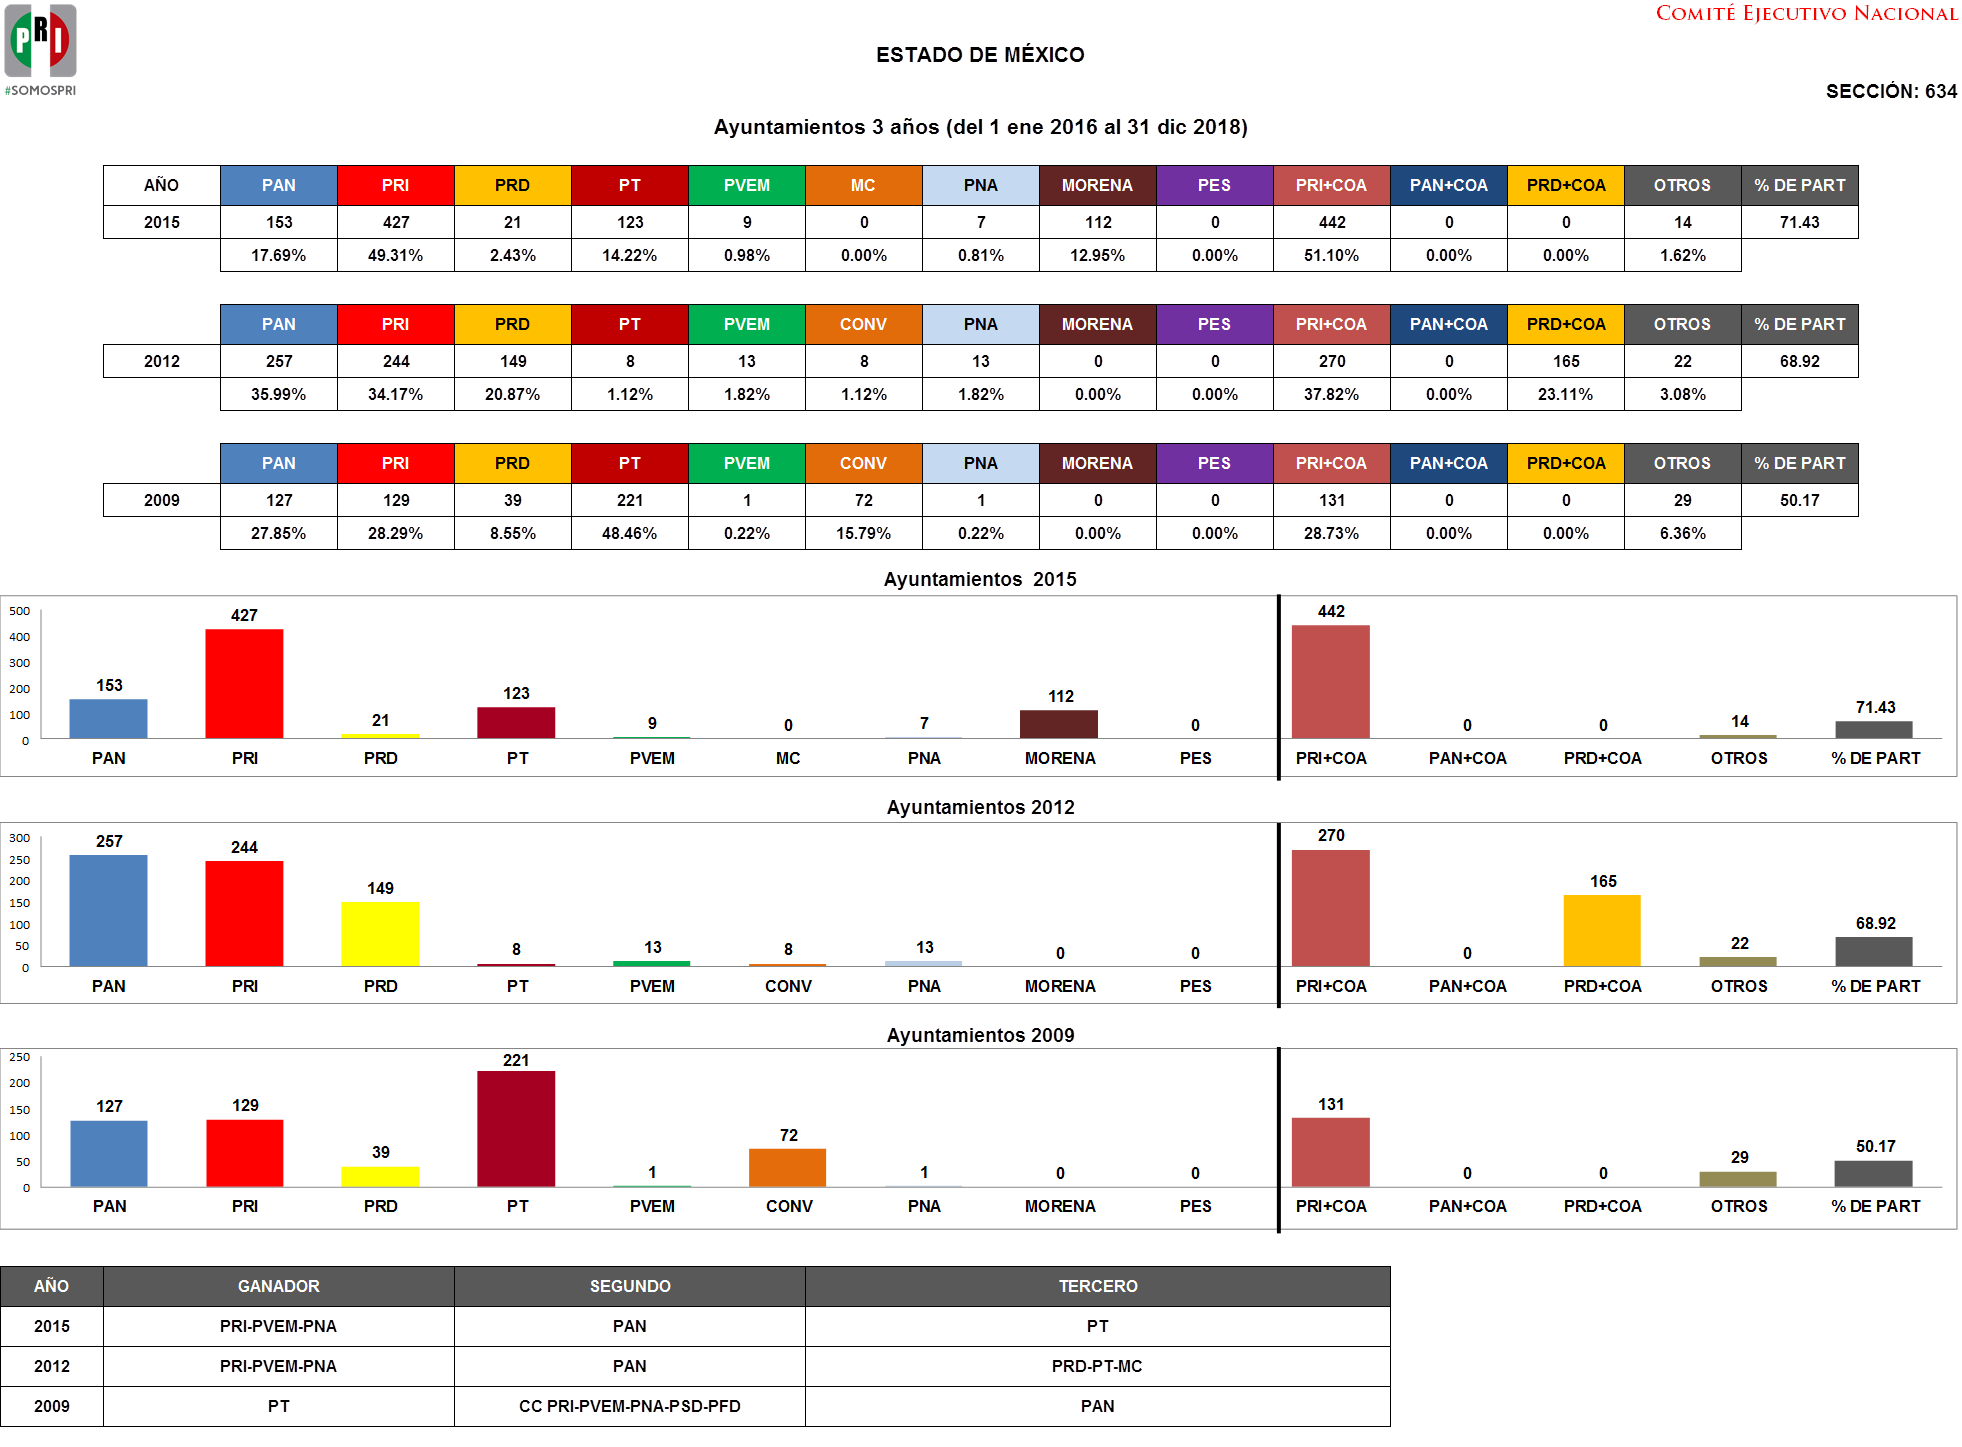 PRI
#SOMOSPRI
COMITÉ EJECUTIVO NACIONAL
ESTADO DE MÉXICO
SECCIÓN: 634
Ayuntamientos 3 años (del 1 ene 2016 al 31 dic 2018)
AÑO PAN PRI PRD PT PVEM MC PNA MORENA PES PRI+COA PAN+COA PRD+COA OTROS % DE PART
2015 153 427 21 123 9 0 7 112 0 442 0 0 14 71.43
17.69% 49.31% 2.43% 14.22% 0.98% 0.00% 0.81% 12.95% 0.00% 51.10% 0.00% 0.00% 1.62%
PAN PRI PRD PT PVEM CONV PNA MORENA PES PRI+COA PAN+COA PRD+COA OTROS % DE PART
2012 257 244 149 8 13 8 13 0 0 270 0 165 22 68.92
35.99% 34.17% 20.87% 1.12% 1.82% 1.12% 1.82% 0.00% 0.00% 37.82% 0.00% 23.11% 3.08%
PAN PRI PRD PT PVEM CONV PNA MORENA PES PRI+COA PAN+COA PRD+COA OTROS % DE PART
2009 127 129 39 221 1 72 1 0 0 131 0 0 29 50.17
27.85% 28.29% 8.55% 48.46% 0.22% 15.79% 0.22% 0.00% 0.00% 28.73% 0.00% 0.00% 6.36%
Ayuntamientos 2015
500
400
300
200
100
0
153 427 21 123 9 0 7 112 0 442 0 0 14 71.43
PAN PRI PRD PT PVEM MC PNA MORENA PES PRI+COA PAN+COA PRD+COA OTROS % DE PART
Ayuntamientos 2012
300
250
200
150
100
50
0
257 244 149 8 13 8 13 0 0 270 0 165 22 68.92
PAN PRI PRD PT PVEM CONV PNA MORENA PES PRI+COA PAN+COA PRD+COA OTROS % DE PART
Ayuntamientos 2009
250
200
150
100
50
0
127 129 39 221 1 72 1 0 0 131 0 0 29 50.17
PAN PRI PRD PT PVEM CONV PNA MORENA PES PRI+COA PAN+COA PRD+COA OTROS % DE PART
AÑO GANADOR SEGUNDO TERCERO
2015 PRI-PVEM-PNA PAN PT
2012 PRI-PVEM-PNA PAN PRD-PT-MC
2009 PT CC PRI-PVEM-PNA-PSD-PFD PAN